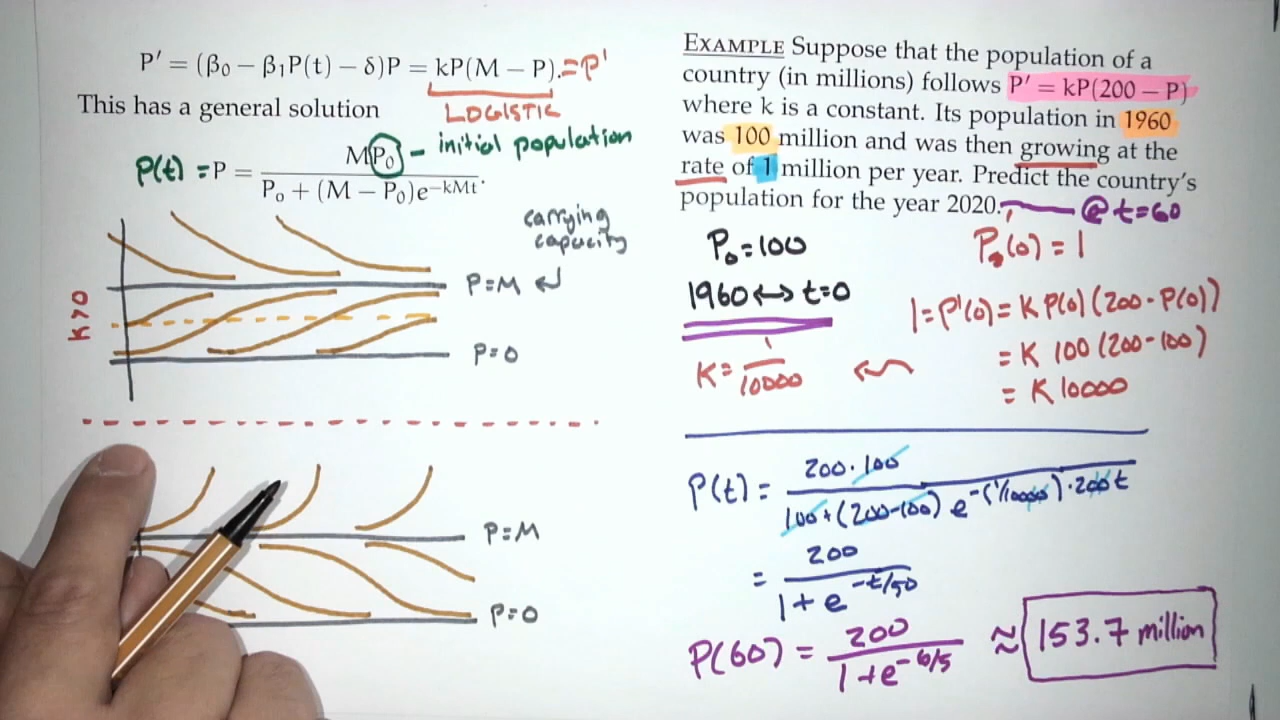 P′ = (β₀ − β₁P(t) − δ)P = kP(M − P). = P'
LOGISTIC
This has a general solution
P(t) = P = MP₀ / (P₀ + (M − P₀)e^{−kMt}).
initial population
carrying
capacity
P=M
K>0
P=0
P=M
P=0
EXAMPLE Suppose that the population of a
country (in millions) follows P′ = kP(200 − P)
where k is a constant. Its population in 1960
was 100 million and was then growing at the
rate of 1 million per year. Predict the country's
population for the year 2020.
@ t=60
P₀=100
1960↔t=0
K = 1/10000
P'(0) = 1
1=P'(0) = K P(0)(200-P(0))
= K 100(200-100)
= K 10000
P(t) = 200·100 / (100+(200-100) e^{-(1/10000)·200t})
= 200 / (1+e^{-t/50})
P(60) = 200 / (1+e^{-6/5}) ≈ 153.7 million